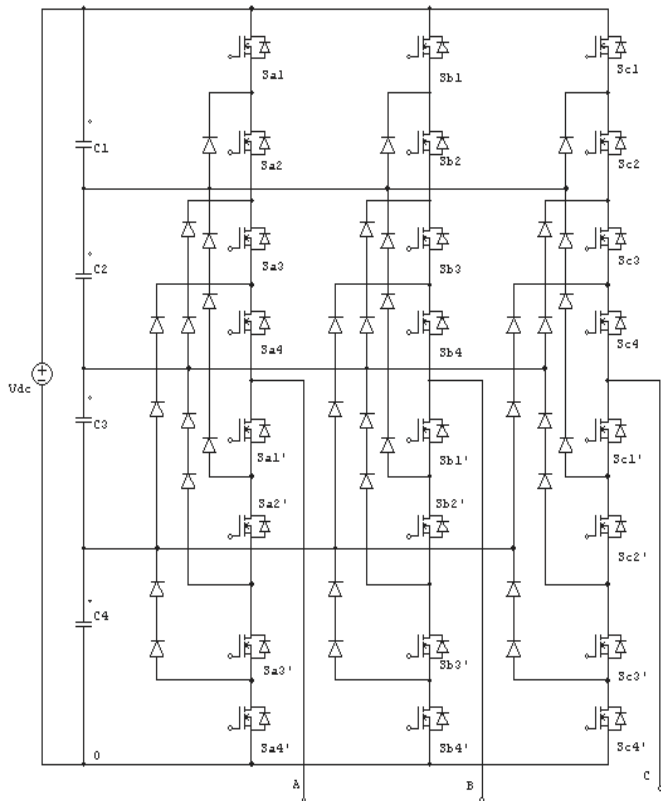 Sa1 Sb1 Sc1
C1 Sa2 Sb2 Sc2
C2 Sa3 Sb3 Sc3
Sa4 Sb4 Sc4
Vdc
C3
Sa1' Sb1' Sc1'
Sa2' Sb2' Sc2'
C4
Sa3' Sb3' Sc3'
Sa4' Sb4' Sc4'
0
A B C